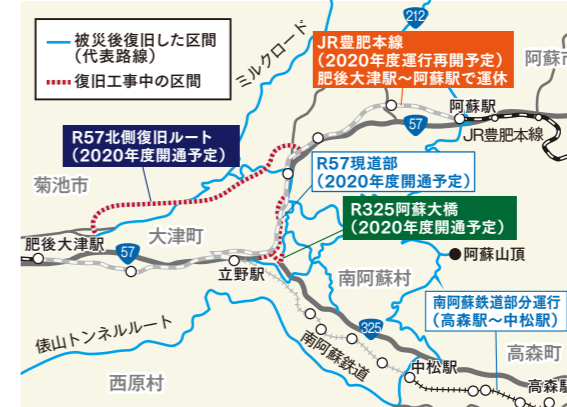 被災後復旧した区間
（代表路線）
復旧工事中の区間
ミルクロード
212
JR豊肥本線
（2020年度運行再開予定）
肥後大津駅～阿蘇駅で運休
阿蘇市
阿蘇駅
57
JR豊肥本線
R57北側復旧ルート
（2020年度開通予定）
菊池市
R57現道部
（2020年度開通予定）
R325阿蘇大橋
（2020年度開通予定）
大津町
肥後大津駅
57
立野駅
阿蘇山頂
南阿蘇村
南阿蘇鉄道部分運行
（高森駅～中松駅）
俵山トンネルルート
325
南阿蘇鉄道
中松駅
高森町
西原村
高森駅